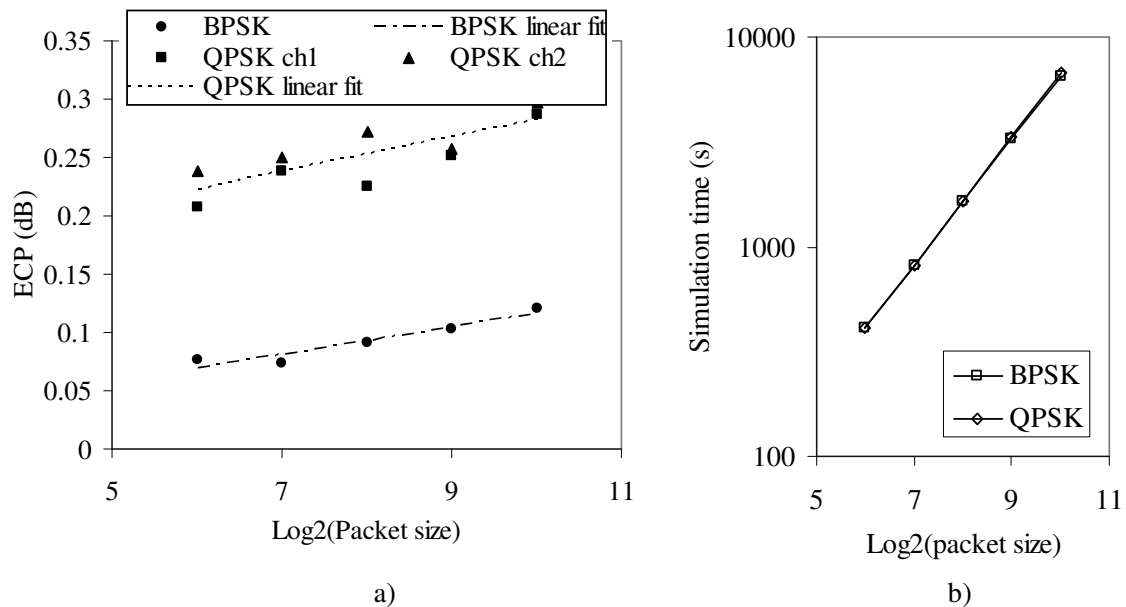 BPSK
BPSK linear fit
QPSK ch1
QPSK ch2
QPSK linear fit
0.35
0.3
0.25
0.2
0.15
0.1
0.05
0
ECP (dB)
5
7
9
11
Log2(Packet size)
a)
10000
1000
100
Simulation time (s)
BPSK
QPSK
5
7
9
11
Log2(packet size)
b)